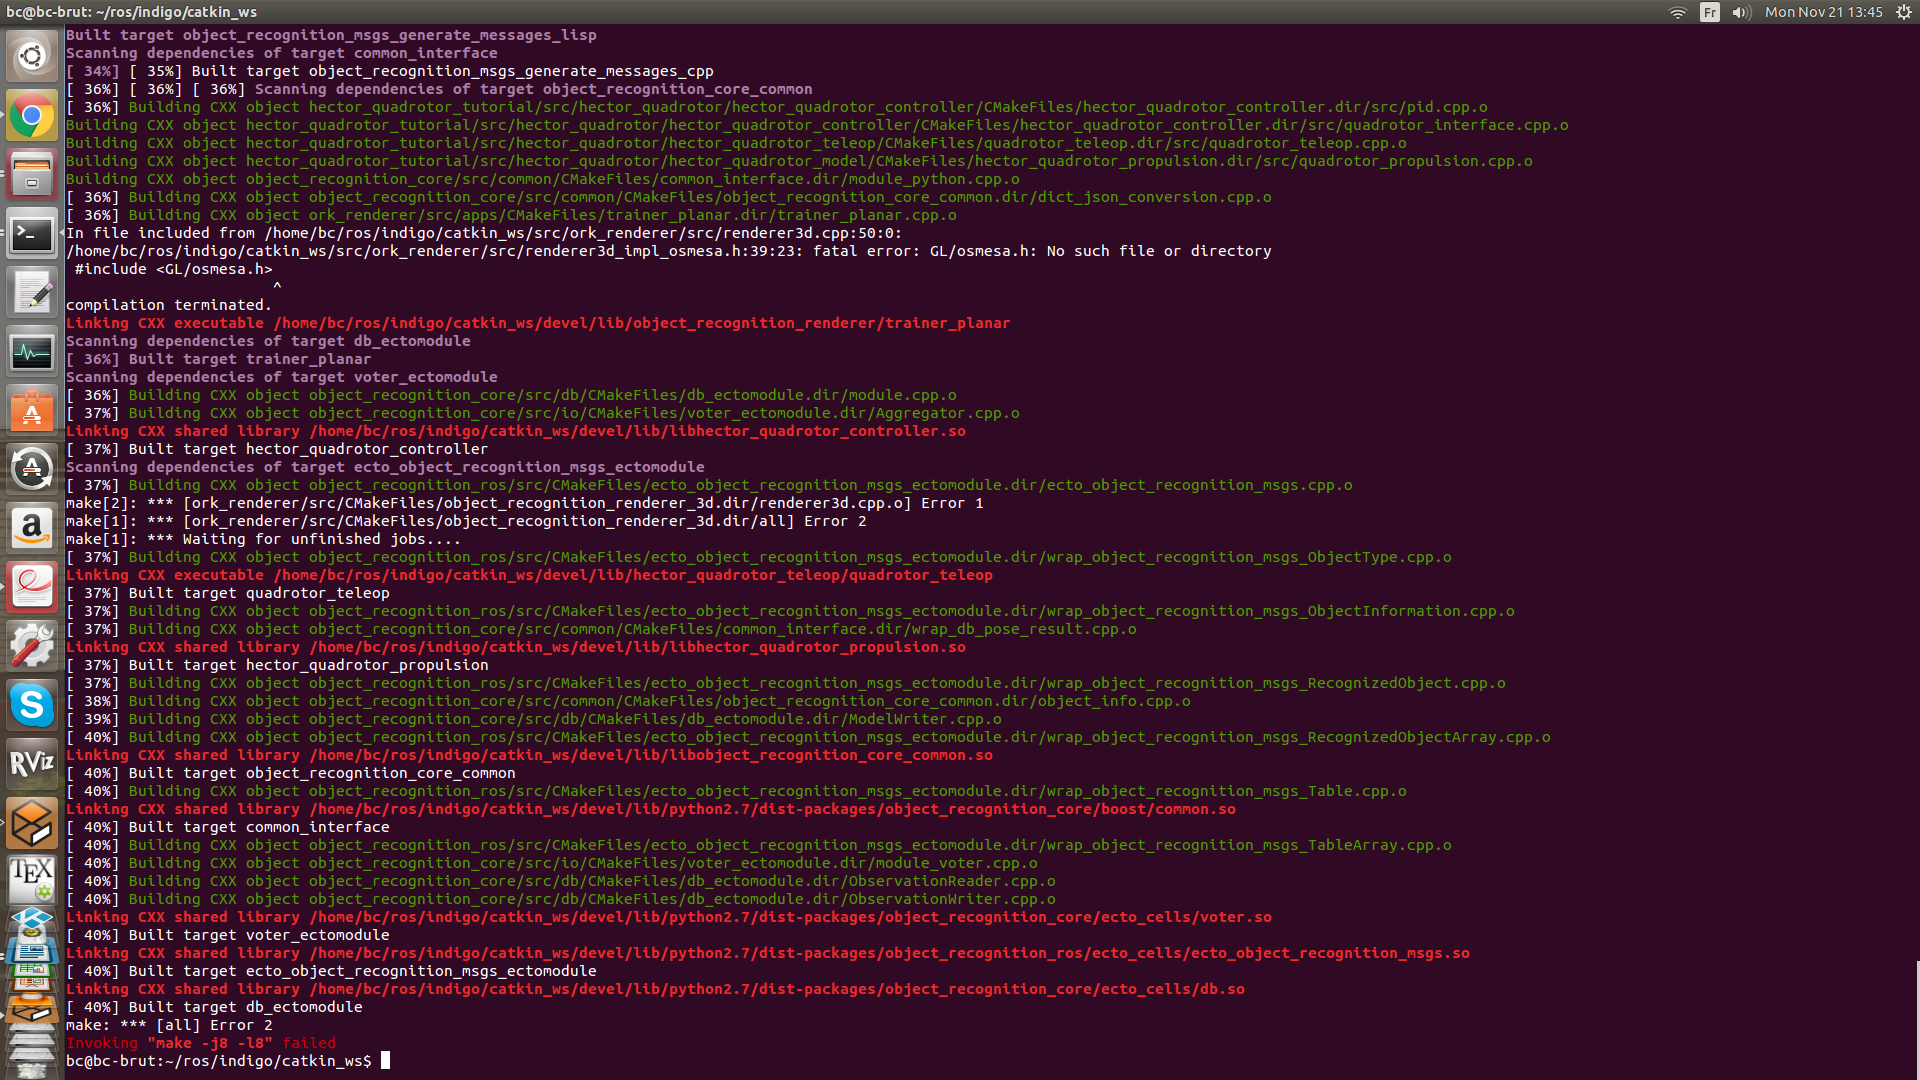 bc@bc-brut: ~/ros/indigo/catkin_ws
Fr
Mon Nov 21 13:45
Built target object_recognition_msgs_generate_messages_lisp
Scanning dependencies of target common_interface
[ 34%] [ 35%] Built target object_recognition_msgs_generate_messages_cpp
[ 36%] [ 36%] [ 36%] Scanning dependencies of target object_recognition_core_common
[ 36%] Building CXX object hector_quadrotor_tutorial/src/hector_quadrotor/hector_quadrotor_controller/CMakeFiles/hector_quadrotor_controller.dir/src/pid.cpp.o
Building CXX object hector_quadrotor_tutorial/src/hector_quadrotor/hector_quadrotor_controller/CMakeFiles/hector_quadrotor_controller.dir/src/quadrotor_interface.cpp.o
Building CXX object hector_quadrotor_tutorial/src/hector_quadrotor/hector_quadrotor_teleop/CMakeFiles/quadrotor_teleop.dir/src/quadrotor_teleop.cpp.o
Building CXX object hector_quadrotor_tutorial/src/hector_quadrotor/hector_quadrotor_model/CMakeFiles/hector_quadrotor_propulsion.dir/src/quadrotor_propulsion.cpp.o
Building CXX object object_recognition_core/src/common/CMakeFiles/common_interface.dir/module_python.cpp.o
[ 36%] Building CXX object object_recognition_core/src/common/CMakeFiles/object_recognition_core_common.dir/dict_json_conversion.cpp.o
[ 36%] Building CXX object ork_renderer/src/apps/CMakeFiles/trainer_planar.dir/trainer_planar.cpp.o
In file included from /home/bc/ros/indigo/catkin_ws/src/ork_renderer/src/renderer3d.cpp:50:0:
/home/bc/ros/indigo/catkin_ws/src/ork_renderer/src/renderer3d_impl_osmesa.h:39:23: fatal error: GL/osmesa.h: No such file or directory
#include <GL/osmesa.h>
^
compilation terminated.
Linking CXX executable /home/bc/ros/indigo/catkin_ws/devel/lib/object_recognition_renderer/trainer_planar
Scanning dependencies of target db_ectomodule
[ 36%] Built target trainer_planar
Scanning dependencies of target voter_ectomodule
[ 36%] Building CXX object object_recognition_core/src/db/CMakeFiles/db_ectomodule.dir/module.cpp.o
[ 37%] Building CXX object object_recognition_core/src/io/CMakeFiles/voter_ectomodule.dir/Aggregator.cpp.o
Linking CXX shared library /home/bc/ros/indigo/catkin_ws/devel/lib/libhector_quadrotor_controller.so
[ 37%] Built target hector_quadrotor_controller
Scanning dependencies of target ecto_object_recognition_msgs_ectomodule
[ 37%] Building CXX object object_recognition_ros/src/CMakeFiles/ecto_object_recognition_msgs_ectomodule.dir/ecto_object_recognition_msgs.cpp.o
make[2]: *** [ork_renderer/src/CMakeFiles/object_recognition_renderer_3d.dir/renderer3d.cpp.o] Error 1
make[1]: *** [ork_renderer/src/CMakeFiles/object_recognition_renderer_3d.dir/all] Error 2
make[1]: *** Waiting for unfinished jobs....
[ 37%] Building CXX object object_recognition_ros/src/CMakeFiles/ecto_object_recognition_msgs_ectomodule.dir/wrap_object_recognition_msgs_ObjectType.cpp.o
Linking CXX executable /home/bc/ros/indigo/catkin_ws/devel/lib/hector_quadrotor_teleop/quadrotor_teleop
[ 37%] Built target quadrotor_teleop
[ 37%] Building CXX object object_recognition_ros/src/CMakeFiles/ecto_object_recognition_msgs_ectomodule.dir/wrap_object_recognition_msgs_ObjectInformation.cpp.o
[ 37%] Building CXX object object_recognition_core/src/common/CMakeFiles/common_interface.dir/wrap_db_pose_result.cpp.o
Linking CXX shared library /home/bc/ros/indigo/catkin_ws/devel/lib/libhector_quadrotor_propulsion.so
[ 37%] Built target hector_quadrotor_propulsion
[ 37%] Building CXX object object_recognition_ros/src/CMakeFiles/ecto_object_recognition_msgs_ectomodule.dir/wrap_object_recognition_msgs_RecognizedObject.cpp.o
[ 38%] Building CXX object object_recognition_core/src/common/CMakeFiles/object_recognition_core_common.dir/object_info.cpp.o
[ 39%] Building CXX object object_recognition_core/src/db/CMakeFiles/db_ectomodule.dir/ModelWriter.cpp.o
[ 40%] Building CXX object object_recognition_ros/src/CMakeFiles/ecto_object_recognition_msgs_ectomodule.dir/wrap_object_recognition_msgs_RecognizedObjectArray.cpp.o
Linking CXX shared library /home/bc/ros/indigo/catkin_ws/devel/lib/libobject_recognition_core_common.so
[ 40%] Built target object_recognition_core_common
[ 40%] Building CXX object object_recognition_ros/src/CMakeFiles/ecto_object_recognition_msgs_ectomodule.dir/wrap_object_recognition_msgs_Table.cpp.o
Linking CXX shared library /home/bc/ros/indigo/catkin_ws/devel/lib/python2.7/dist-packages/object_recognition_core/boost/common.so
[ 40%] Built target common_interface
[ 40%] Building CXX object object_recognition_ros/src/CMakeFiles/ecto_object_recognition_msgs_ectomodule.dir/wrap_object_recognition_msgs_TableArray.cpp.o
[ 40%] Building CXX object object_recognition_core/src/io/CMakeFiles/voter_ectomodule.dir/module_voter.cpp.o
[ 40%] Building CXX object object_recognition_core/src/db/CMakeFiles/db_ectomodule.dir/ObservationReader.cpp.o
[ 40%] Building CXX object object_recognition_core/src/db/CMakeFiles/db_ectomodule.dir/ObservationWriter.cpp.o
Linking CXX shared library /home/bc/ros/indigo/catkin_ws/devel/lib/python2.7/dist-packages/object_recognition_core/ecto_cells/voter.so
[ 40%] Built target voter_ectomodule
Linking CXX shared library /home/bc/ros/indigo/catkin_ws/devel/lib/python2.7/dist-packages/object_recognition_ros/ecto_cells/ecto_object_recognition_msgs.so
[ 40%] Built target ecto_object_recognition_msgs_ectomodule
Linking CXX shared library /home/bc/ros/indigo/catkin_ws/devel/lib/python2.7/dist-packages/object_recognition_core/ecto_cells/db.so
[ 40%] Built target db_ectomodule
make: *** [all] Error 2
Invoking "make -j8 -l8" failed
bc@bc-brut:~/ros/indigo/catkin_ws$
RViz
TEX